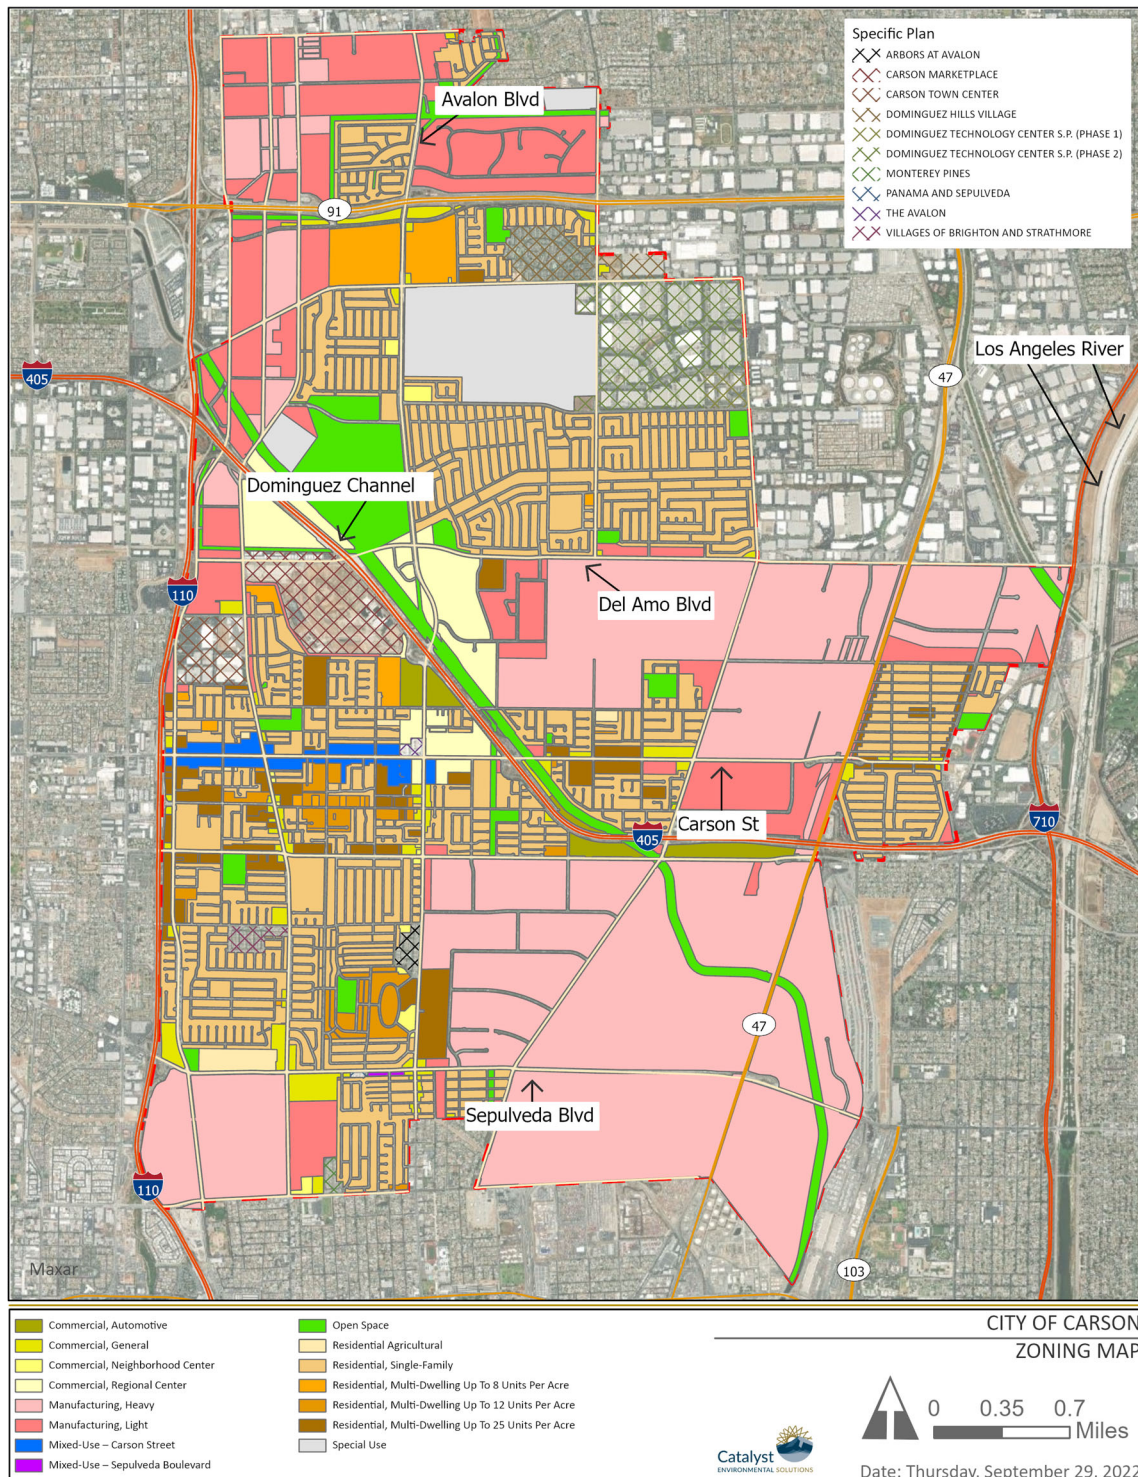 Specific Plan
ARBORS AT AVALON
CARSON MARKETPLACE
CARSON TOWN CENTER
DOMINGUEZ HILLS VILLAGE
DOMINGUEZ TECHNOLOGY CENTER S.P. (PHASE 1)
DOMINGUEZ TECHNOLOGY CENTER S.P. (PHASE 2)
MONTEREY PINES
PANAMA AND SEPULVEDA
THE AVALON
VILLAGES OF BRIGHTON AND STRATHMORE
Avalon Blvd
91
Los Angeles River
405
47
Dominguez Channel
110
Del Amo Blvd
Carson St
405
710
47
Sepulveda Blvd
110
103
Maxar
Commercial, Automotive
Commercial, General
Commercial, Neighborhood Center
Commercial, Regional Center
Manufacturing, Heavy
Manufacturing, Light
Mixed-Use – Carson Street
Mixed-Use – Sepulveda Boulevard
Open Space
Residential Agricultural
Residential, Single-Family
Residential, Multi-Dwelling Up To 8 Units Per Acre
Residential, Multi-Dwelling Up To 12 Units Per Acre
Residential, Multi-Dwelling Up To 25 Units Per Acre
Special Use
CITY OF CARSON
ZONING MAP
0 0.35 0.7
Miles
Catalyst
ENVIRONMENTAL SOLUTIONS
Date: Thursday, September 29, 2022